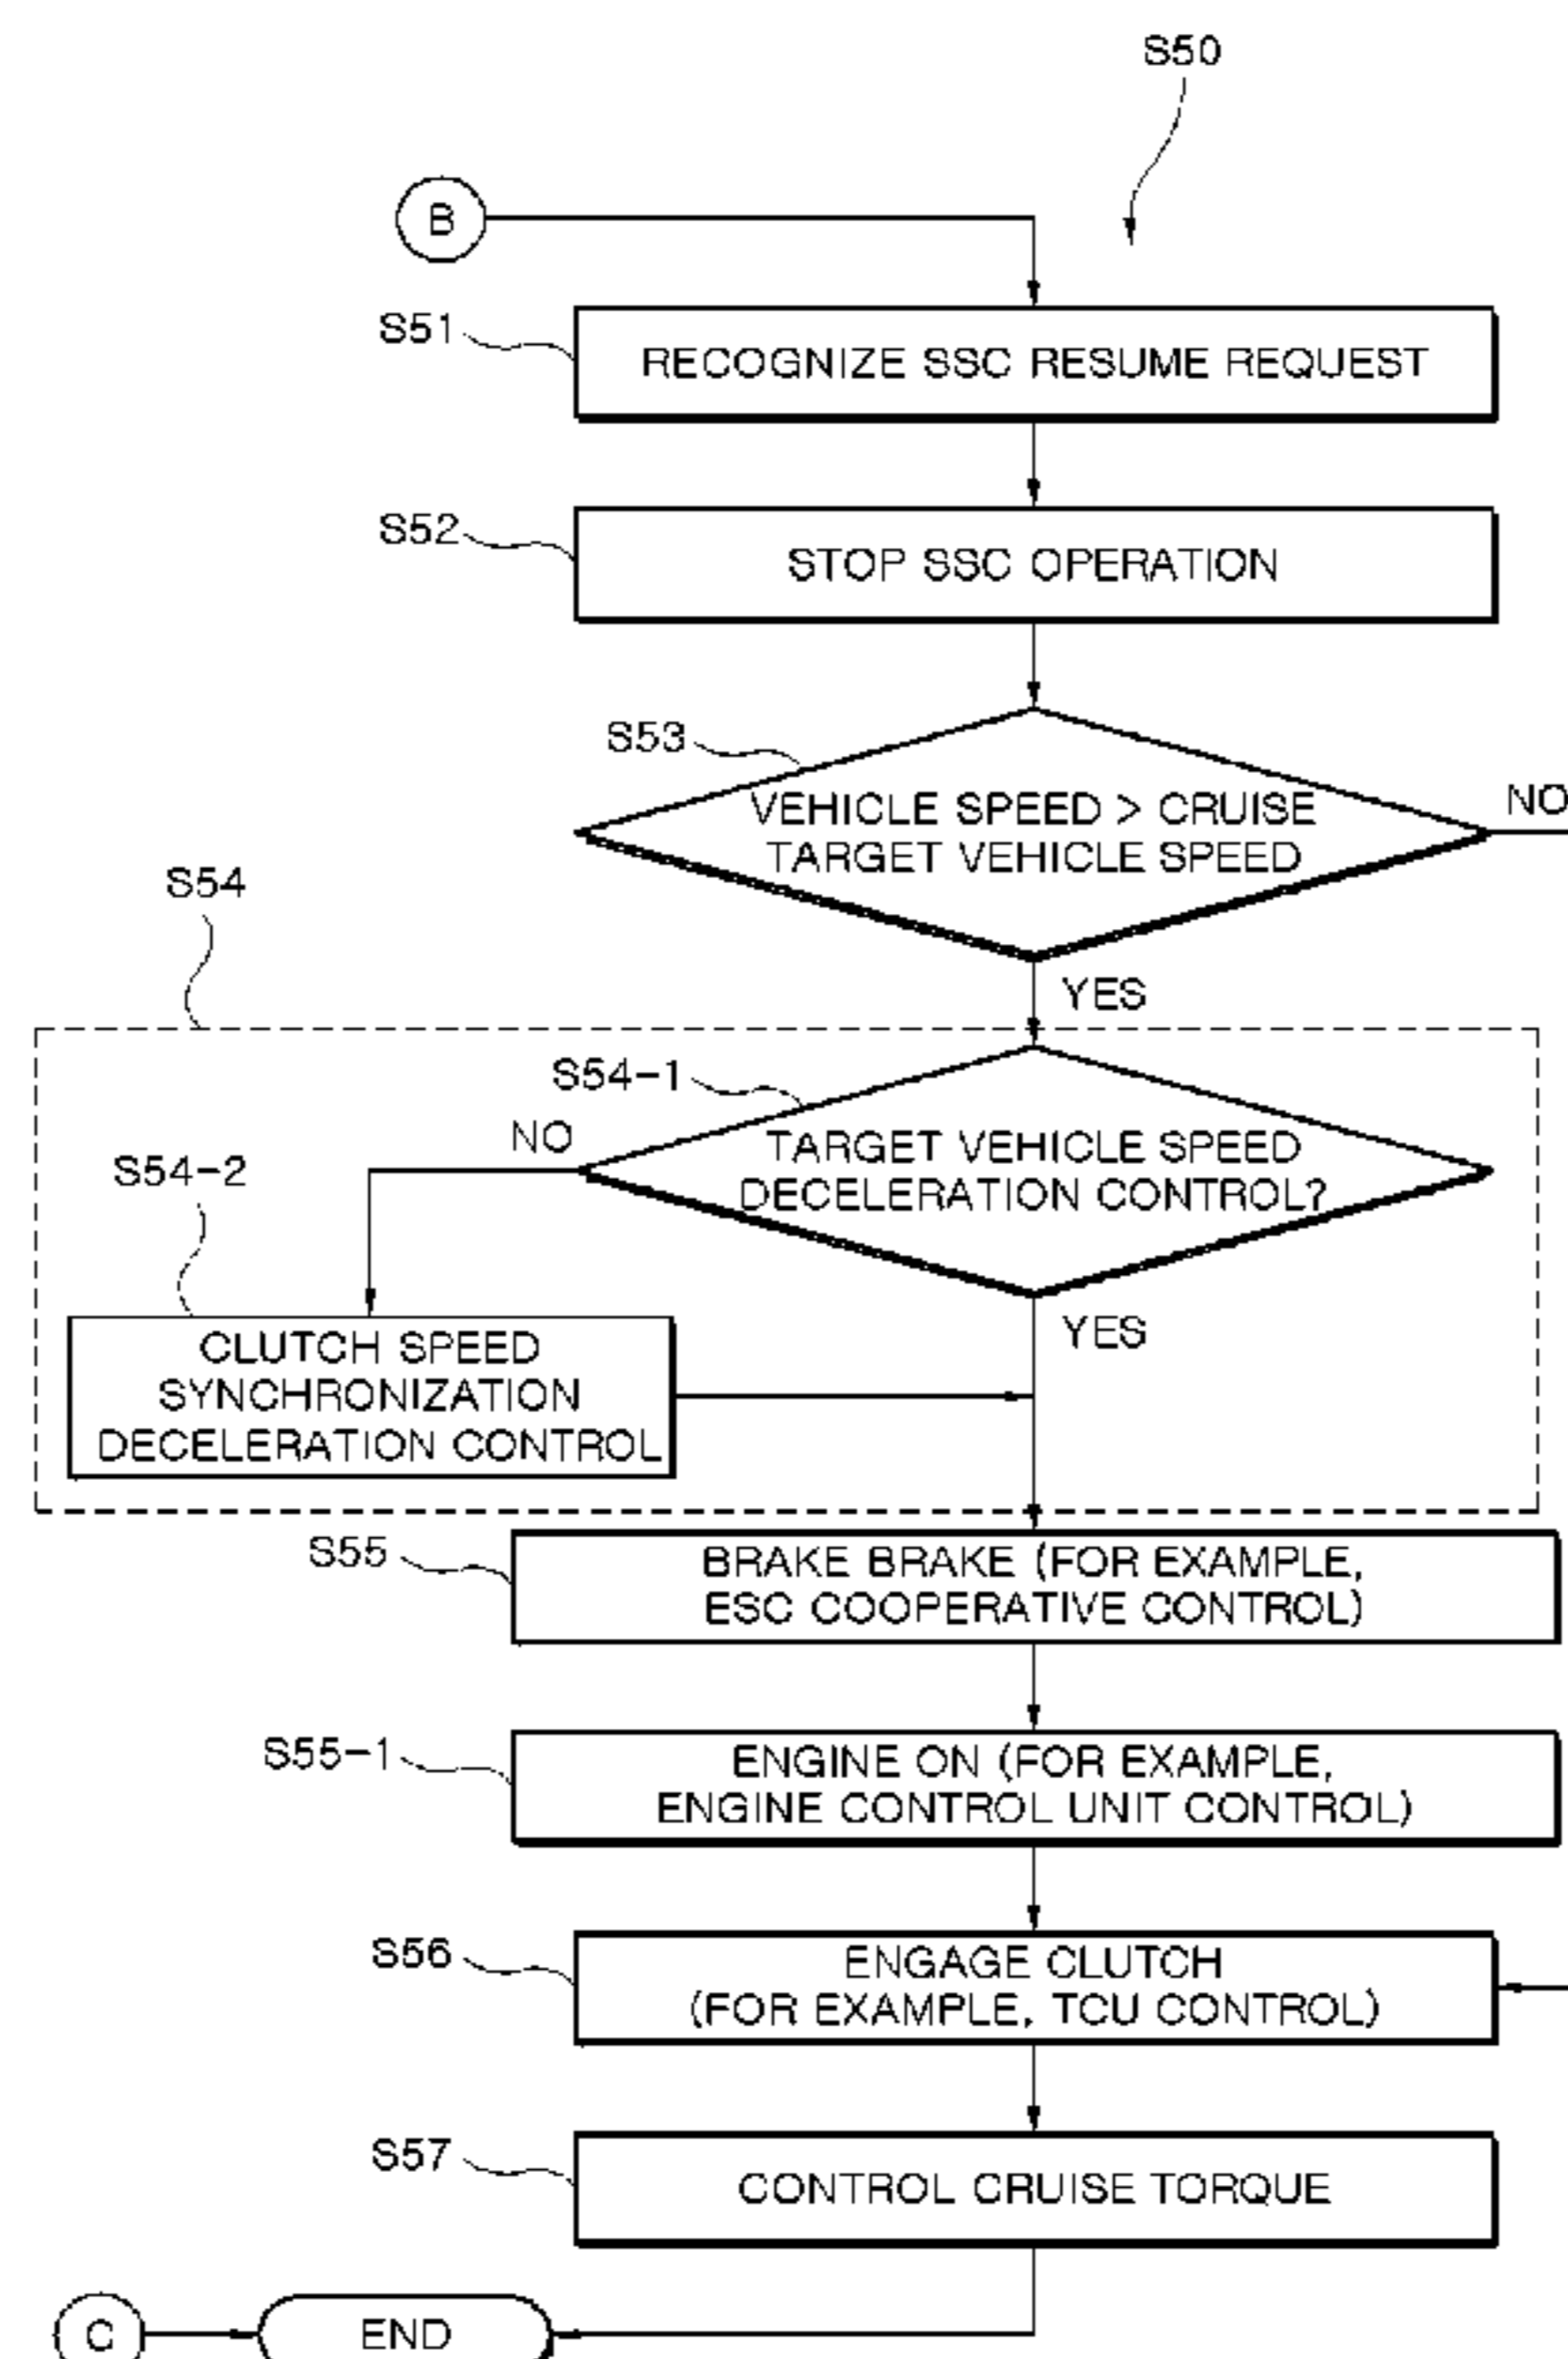 S50
B
S51
RECOGNIZE SSC RESUME REQUEST
S52
STOP SSC OPERATION
S53
VEHICLE SPEED > CRUISE
TARGET VEHICLE SPEED
NO
YES
S54
S54-1
TARGET VEHICLE SPEED
DECELERATION CONTROL?
NO
YES
S54-2
CLUTCH SPEED
SYNCHRONIZATION
DECELERATION CONTROL
S55
BRAKE BRAKE (FOR EXAMPLE,
ESC COOPERATIVE CONTROL)
S55-1
ENGINE ON (FOR EXAMPLE,
ENGINE CONTROL UNIT CONTROL)
S56
ENGAGE CLUTCH
(FOR EXAMPLE, TCU CONTROL)
S57
CONTROL CRUISE TORQUE
C
END